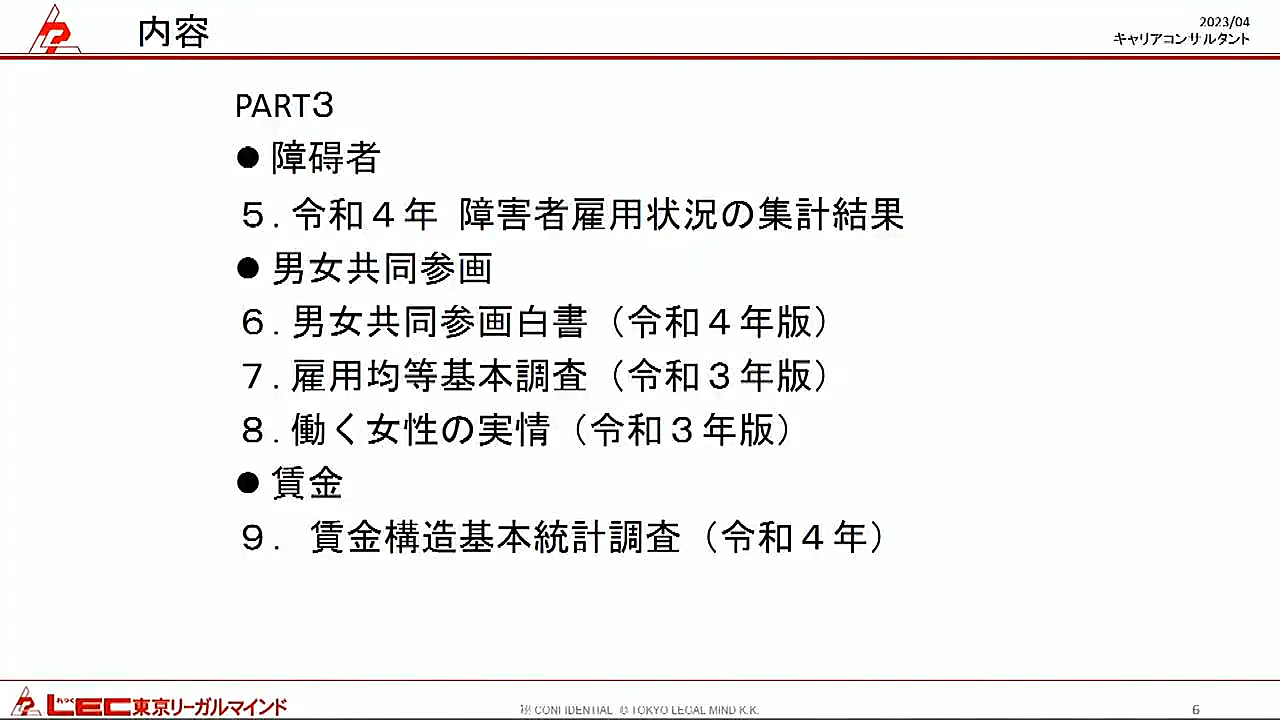 内容
2023/04
キャリアコンサルタント
PART３
●障碍者
５.令和４年 障害者雇用状況の集計結果
●男女共同参画
６.男女共同参画白書（令和４年版）
７.雇用均等基本調査（令和３年版）
８.働く女性の実情（令和３年版）
●賃金
９. 賃金構造基本統計調査（令和４年）
れっく LEC東京リーガルマインド
CONFIDENTIAL © TOKYO LEGAL MIND K.K.
6